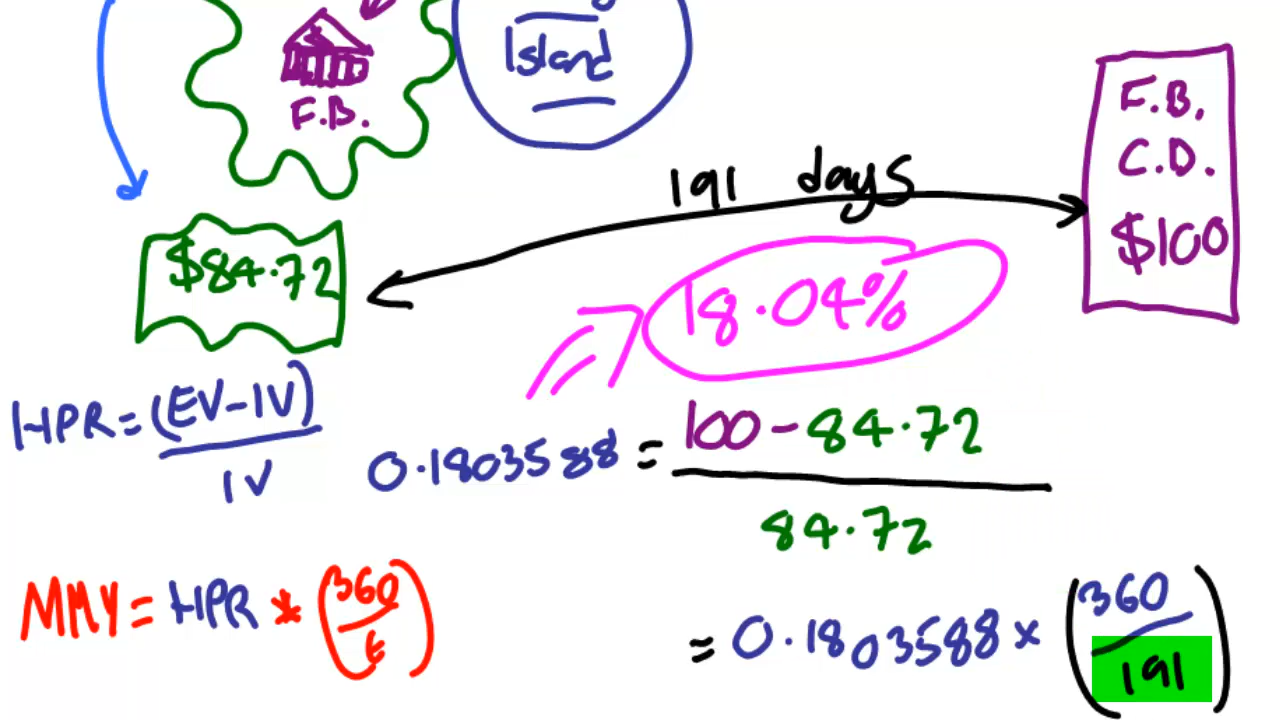 Island
F.B.
F.B.
C.D.
$100
191 days
$84.72
18.04%
HPR = (EV-IV)
IV
0.1803588 = 100 - 84.72
84.72
MMY = HPR * (360
t)
= 0.1803588 × (360
191)